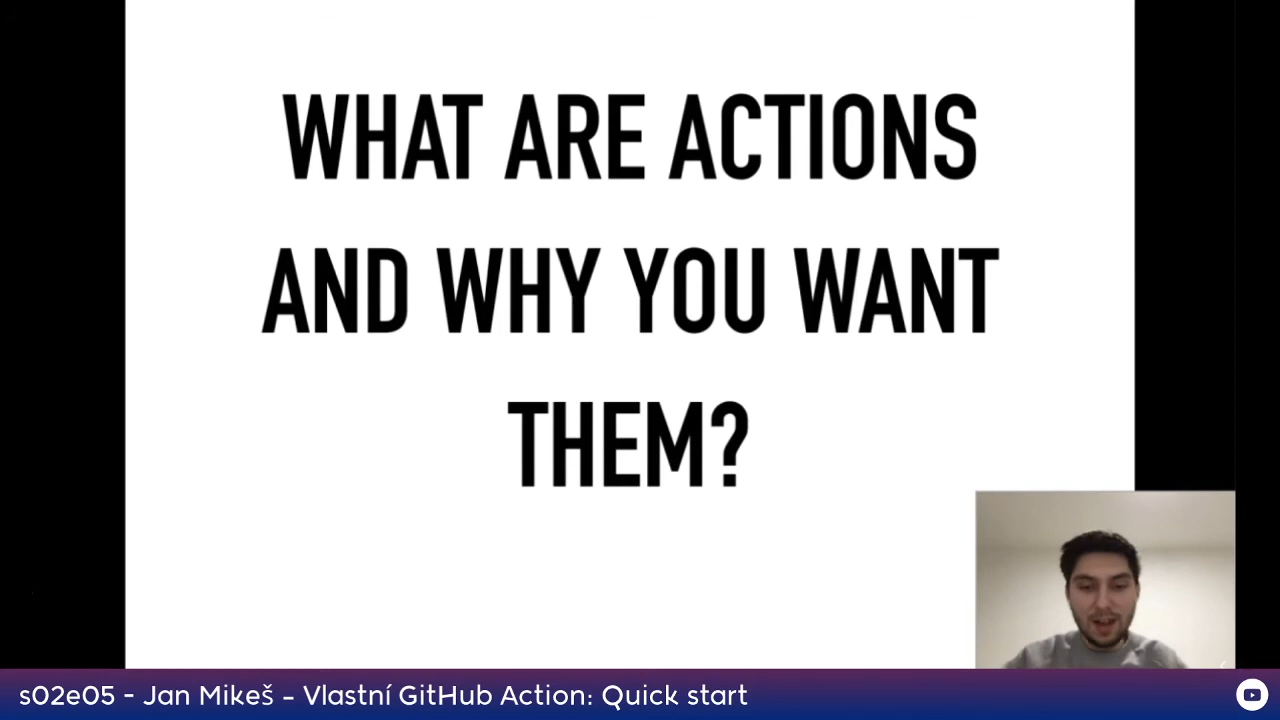 WHAT ARE ACTIONS
AND WHY YOU WANT
THEM?
s02e05 - Jan Mikeš - Vlastní GitHub Action: Quick start